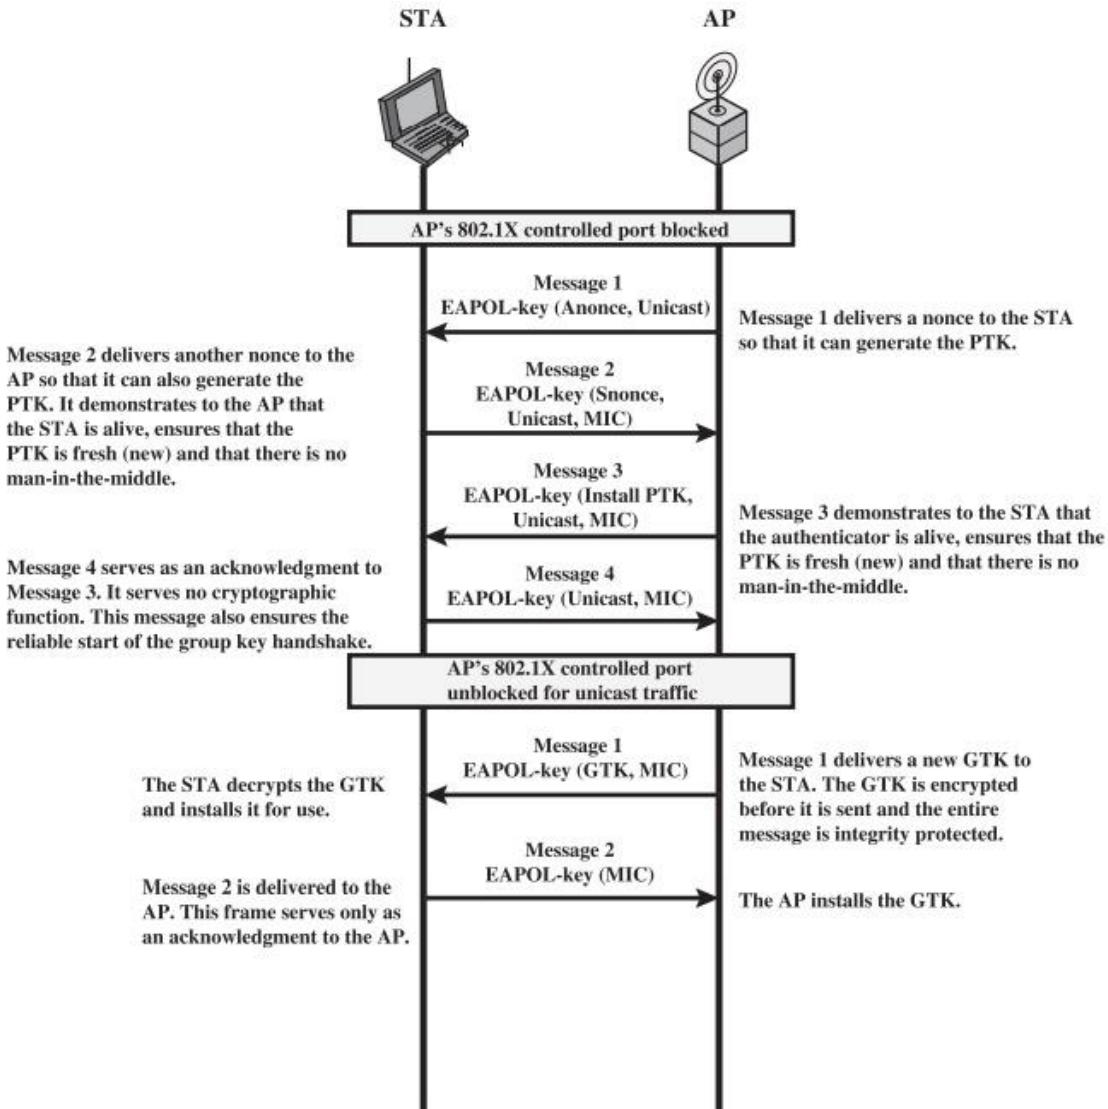 STA
AP
AP's 802.1X controlled port blocked
Message 1
EAPOL-key (Anonce, Unicast)
Message 1 delivers a nonce to the STA
so that it can generate the PTK.
Message 2 delivers another nonce to the
AP so that it can also generate the
PTK. It demonstrates to the AP that
the STA is alive, ensures that the
PTK is fresh (new) and that there is no
man-in-the-middle.
Message 2
EAPOL-key (Snonce,
Unicast, MIC)
Message 3
EAPOL-key (Install PTK,
Unicast, MIC)
Message 3 demonstrates to the STA that
the authenticator is alive, ensures that the
PTK is fresh (new) and that there is no
man-in-the-middle.
Message 4 serves as an acknowledgment to
Message 3. It serves no cryptographic
function. This message also ensures the
reliable start of the group key handshake.
Message 4
EAPOL-key (Unicast, MIC)
AP's 802.1X controlled port
unblocked for unicast traffic
Message 1
EAPOL-key (GTK, MIC)
Message 1 delivers a new GTK to
the STA. The GTK is encrypted
before it is sent and the entire
message is integrity protected.
The STA decrypts the GTK
and installs it for use.
Message 2
EAPOL-key (MIC)
Message 2 is delivered to the
AP. This frame serves only as
an acknowledgment to the AP.
The AP installs the GTK.